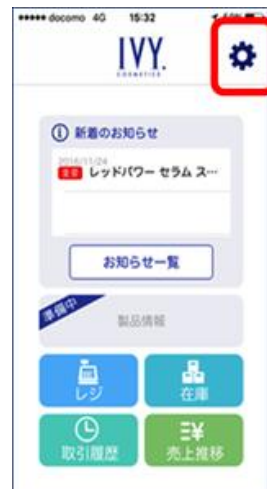 docomo 4G 15:32
IVY.
COSMETICS
新着のお知らせ
2016/11/24
重要 レッドパワー セラム ス…
お知らせ一覧
準備中
製品情報
レジ
在庫
取引履歴
売上推移